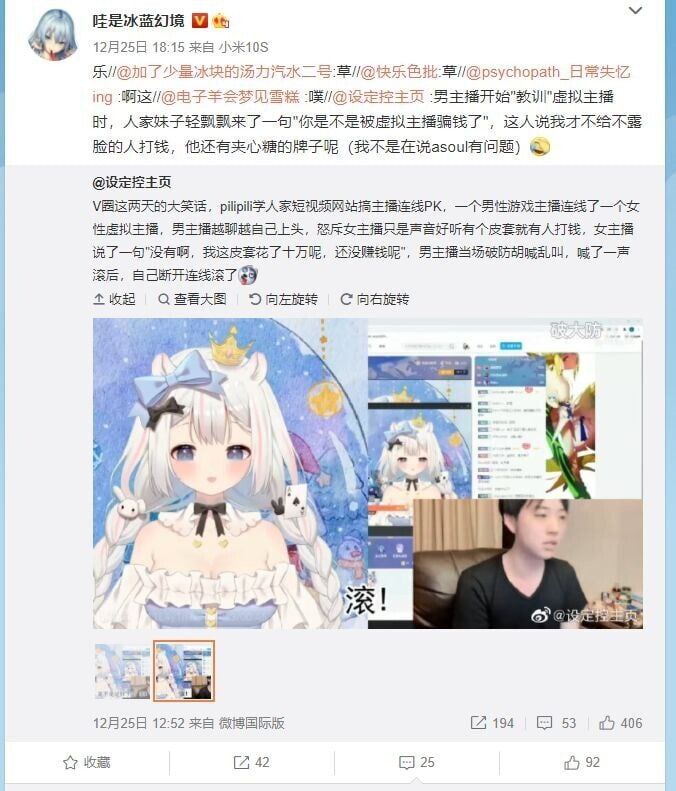 哇是冰蓝幻境
12月25日 18:15 来自 小米10S
乐//@加了少量冰块的汤力汽水二号:草//@快乐色批:草//@psychopath_日常失忆
ing :啊这//@电子羊会梦见雪糕 :噗//@设定控主页 :男主播开始"教训"虚拟主播
时，人家妹子轻飘飘来了一句"你是不是被虚拟主播骗钱了"，这人说我才不给不露
脸的人打钱，他还有夹心糖的牌子呢（我不是在说asoul有问题）
@设定控主页
V圈这两天的大笑话，pilipili学人家短视频网站搞主播连线PK，一个男性游戏主播连线了一个女
性虚拟主播，男主播越聊越自己上头，怒斥女主播只是声音好听有个皮套就有人打钱，女主播
说了一句"没有啊，我这皮套花了十万呢，还没赚钱呢"，男主播当场破防胡喊乱叫，喊了一声
滚后，自己断开连线滚了
收起 查看大图 向左旋转 向右旋转
破大防
滚!
@设定控主页
12月25日 12:52 来自 微博国际版 194 53 406
收藏 42 25 92